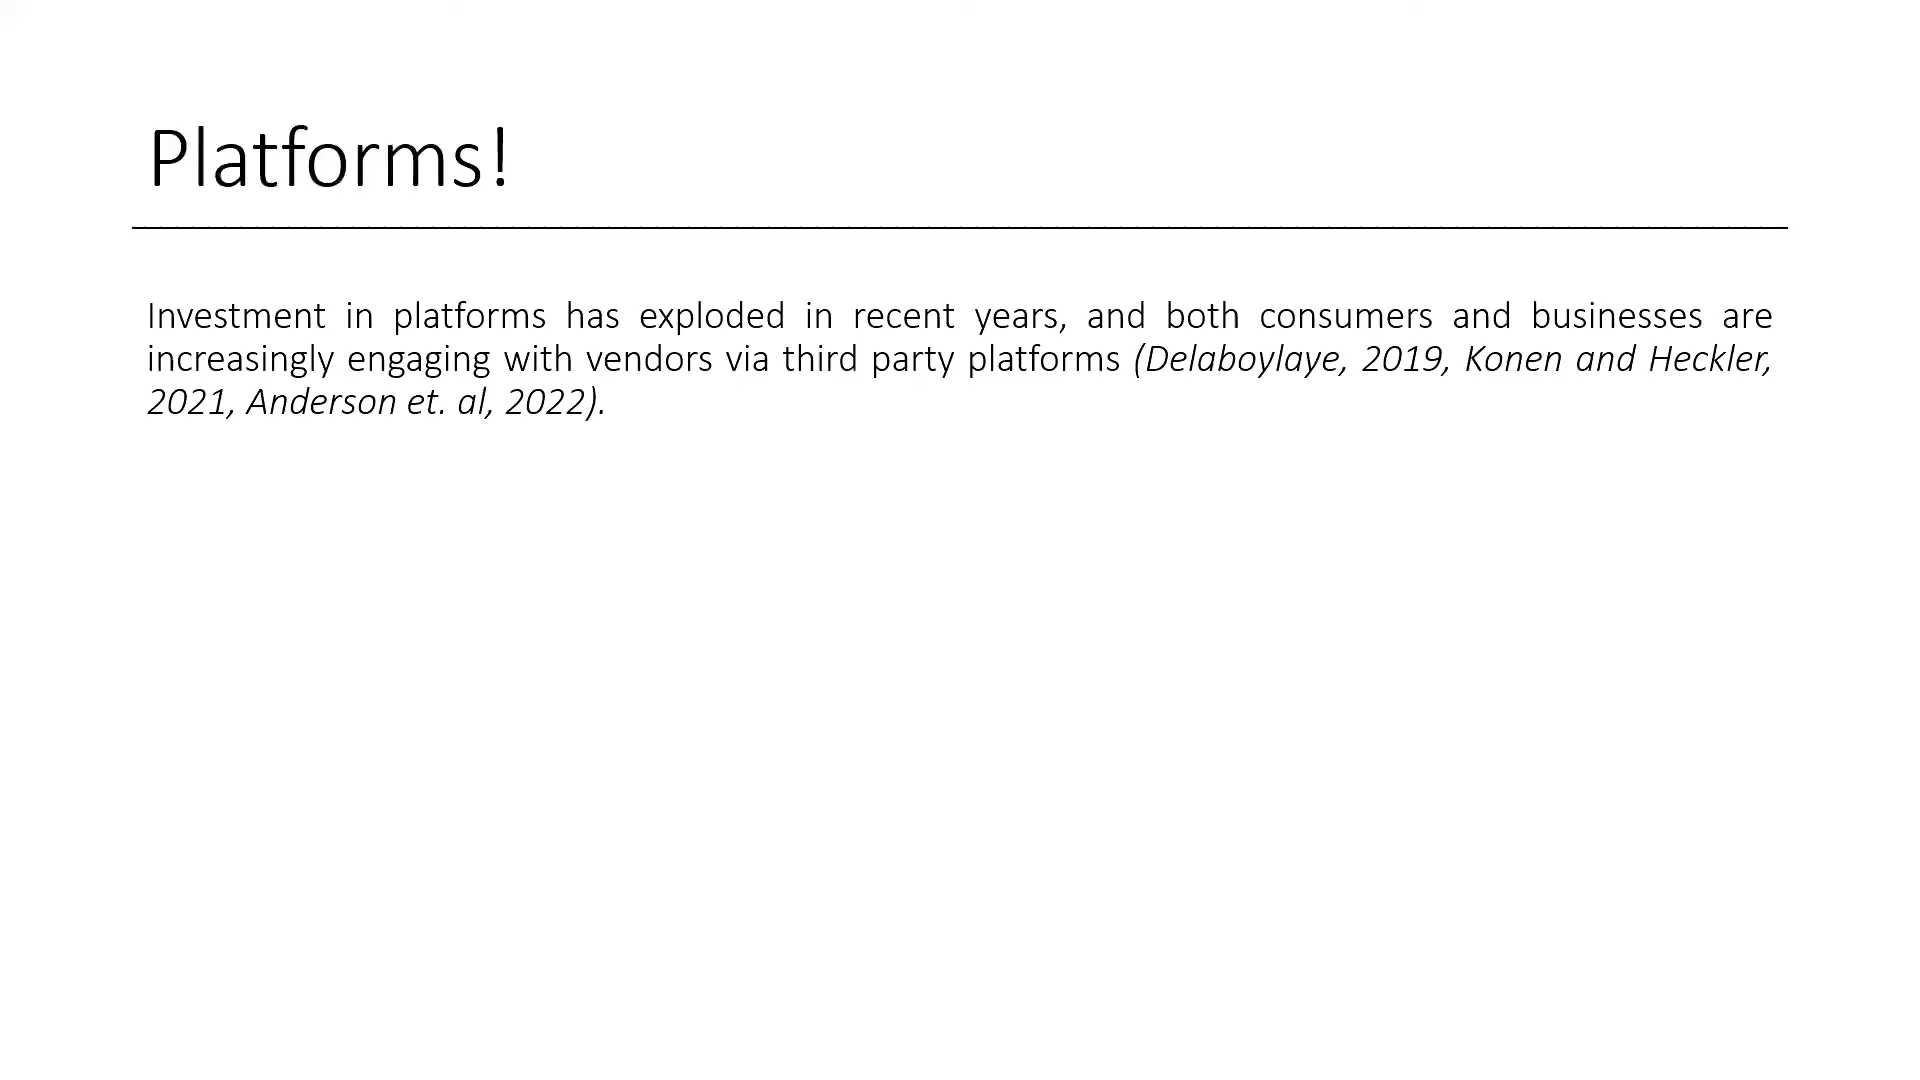 Platforms!
Investment in platforms has exploded in recent years, and both consumers and businesses are
increasingly engaging with vendors via third party platforms (Delaboylaye, 2019, Konen and Heckler,
2021, Anderson et. al, 2022).